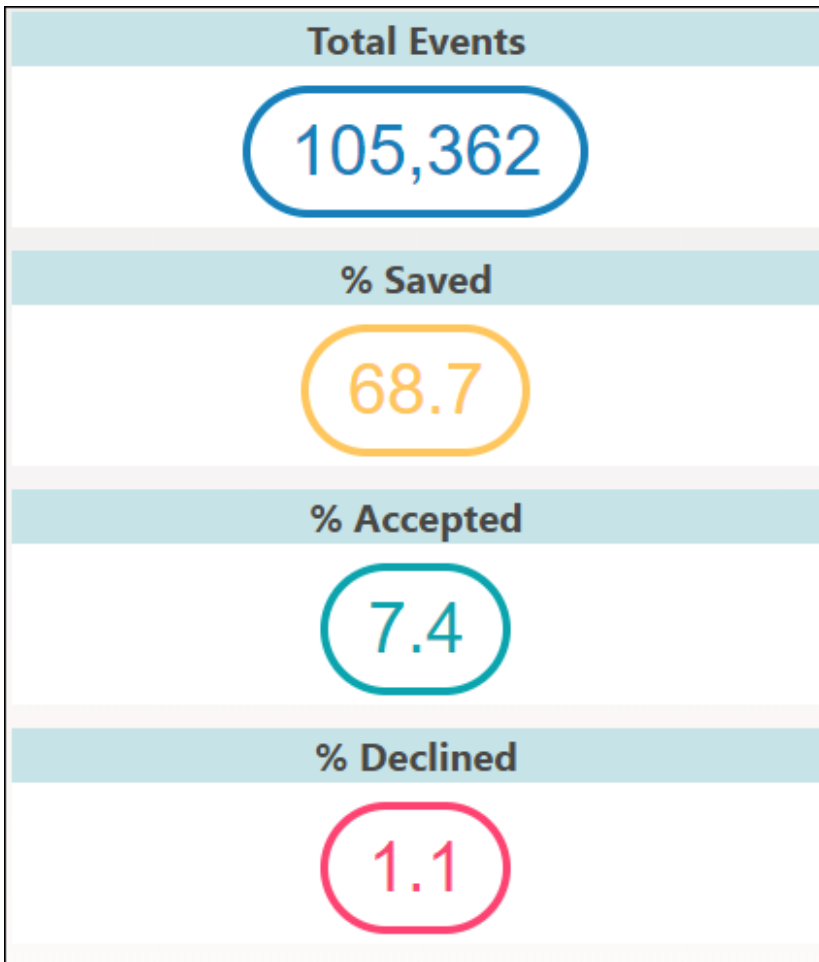 Total Events
105,362
% Saved
68.7
% Accepted
7.4
% Declined
1.1